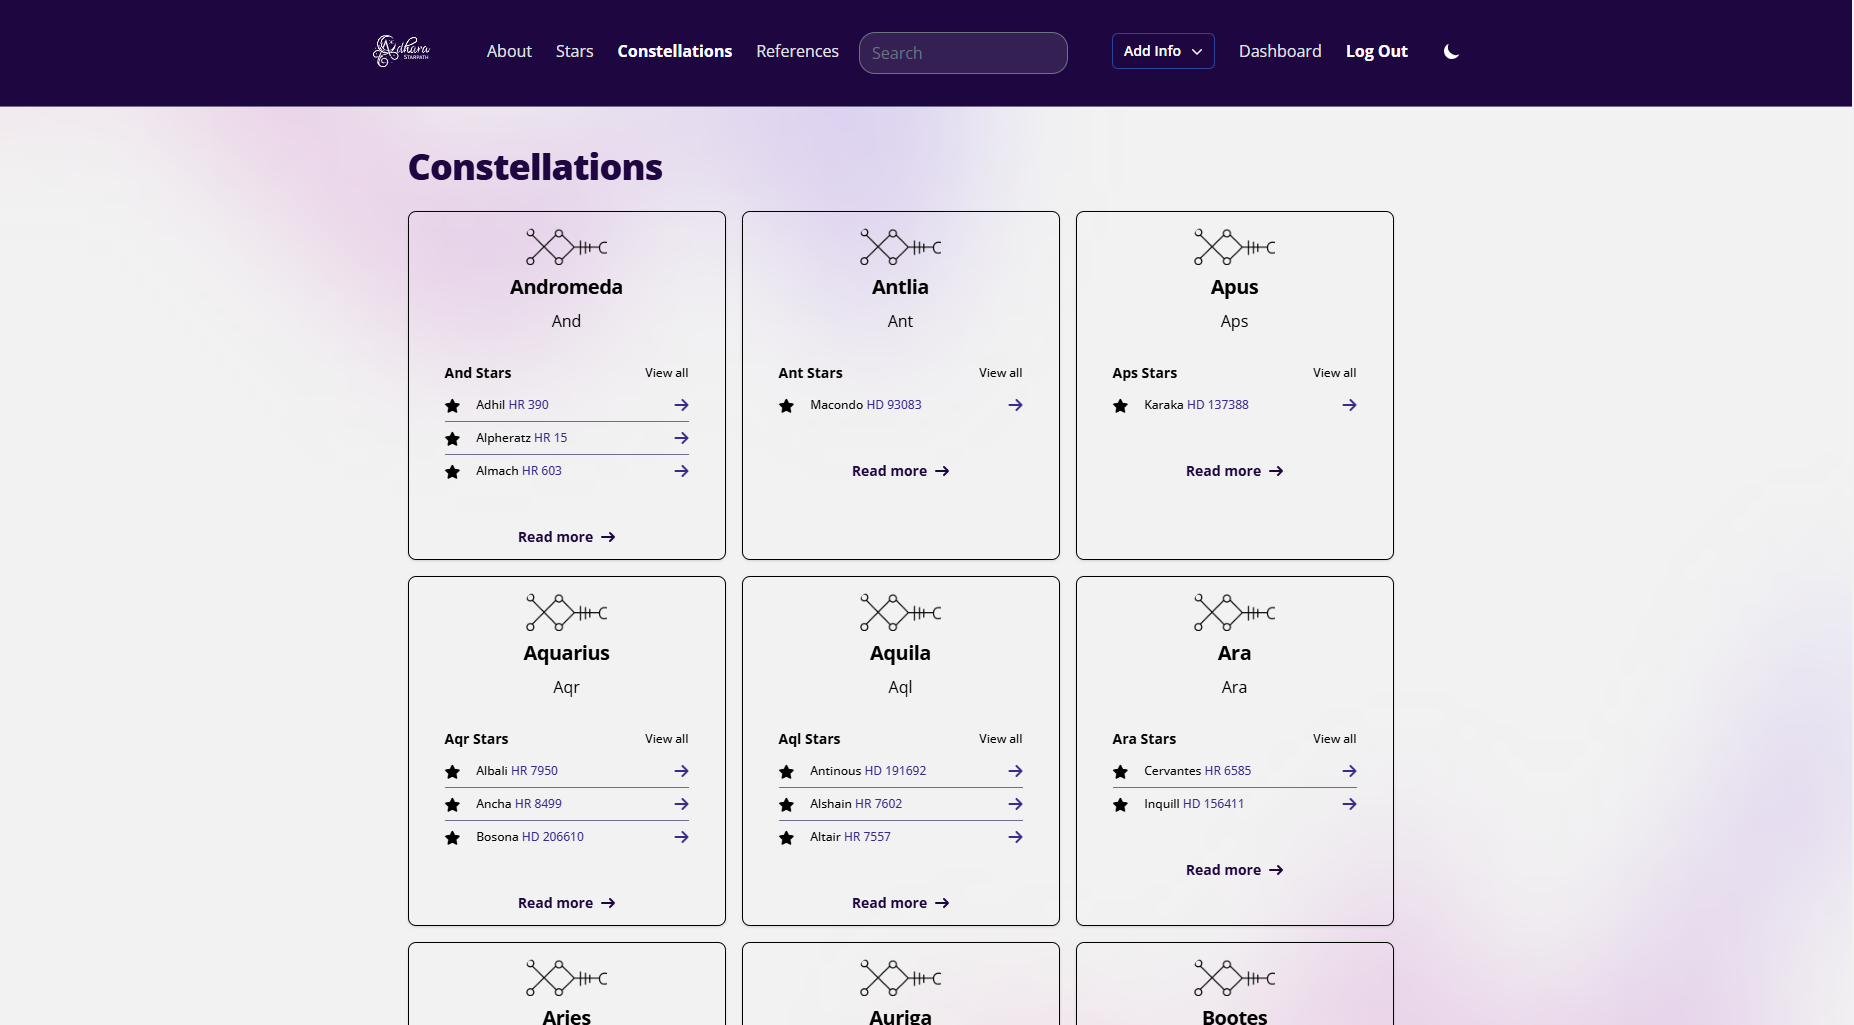 Adhara
STARPATH
About Stars Constellations References Search Add Info Dashboard Log Out
Constellations
Andromeda
And
And Stars View all
Adhil HR 390
Alpheratz HR 15
Almach HR 603
Read more
Antlia
Ant
Ant Stars View all
Macondo HD 93083
Read more
Apus
Aps
Aps Stars View all
Karaka HD 137388
Read more
Aquarius
Aqr
Aqr Stars View all
Albali HR 7950
Ancha HR 8499
Bosona HD 206610
Read more
Aquila
Aql
Aql Stars View all
Antinous HD 191692
Alshain HR 7602
Altair HR 7557
Read more
Ara
Ara
Ara Stars View all
Cervantes HR 6585
Inquill HD 156411
Read more
Aries
Auriga
Bootes